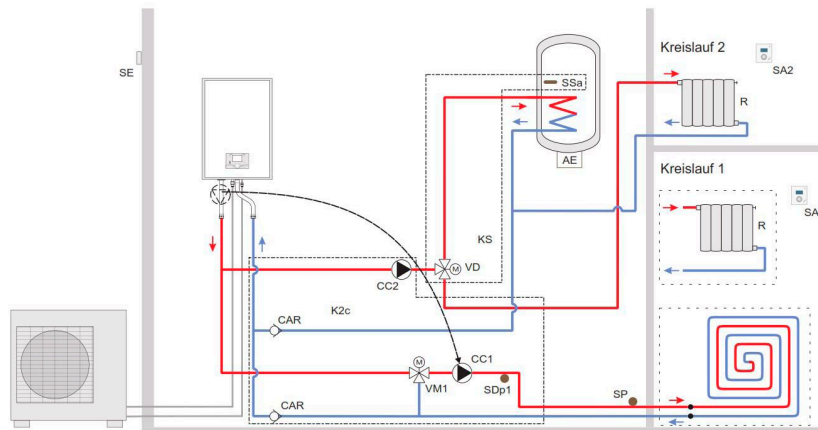 Kreislauf 2
SE
SA2
SSa
R
AE
Kreislauf 1
SA
R
KS
VD
M
CC2
K2c
CAR
CC1
M
VM1
SDp1
SP
CAR